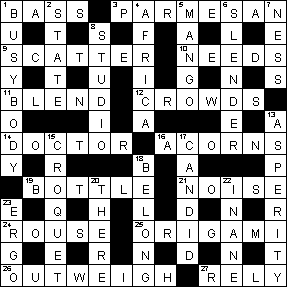 1 B A 2 S S 3 P 4 A R 5 M E 6 S A 7 N
U T 8 S F A L E
9 S C A T T E R 10 N E E D S
Y T U I G N S
11 B L E N D 12 C R O W D S
O I A E 13 A
14 D O 15 C T O R 16 A 17 C O R N S
Y R 18 B A P
19 B O T 20 T L E 21 N O 22 I S E
23 E Q H L D N R
24 R O U S E 25 O R I G A M I
G E R N D N T
26 O U T W E I G H 27 R E L Y